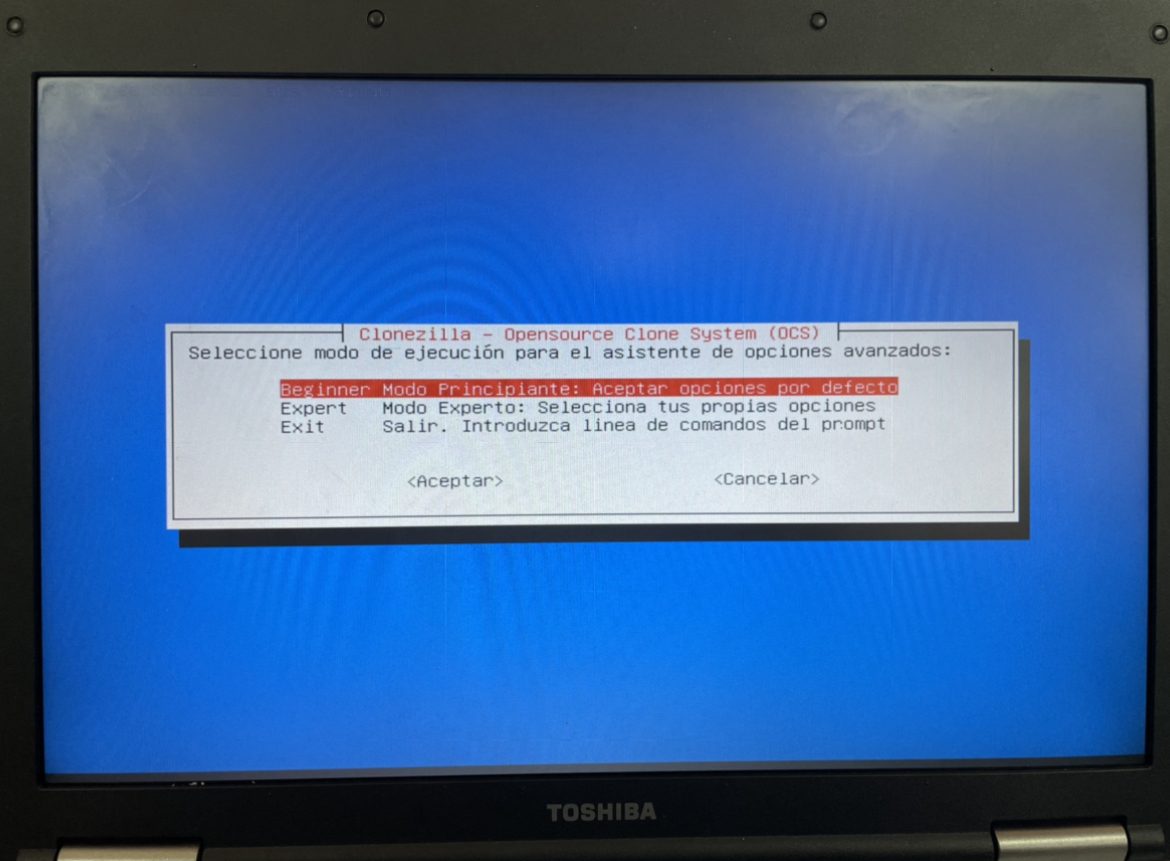 Clonezilla - Opensource Clone System (OCS)
Seleccione modo de ejecución para el asistente de opciones avanzados:
Beginner Modo Principiante: Aceptar opciones por defecto
Expert Modo Experto: Selecciona tus propias opciones
Exit Salir. Introduzca linea de comandos del prompt
<Aceptar> <Cancelar>
TOSHIBA